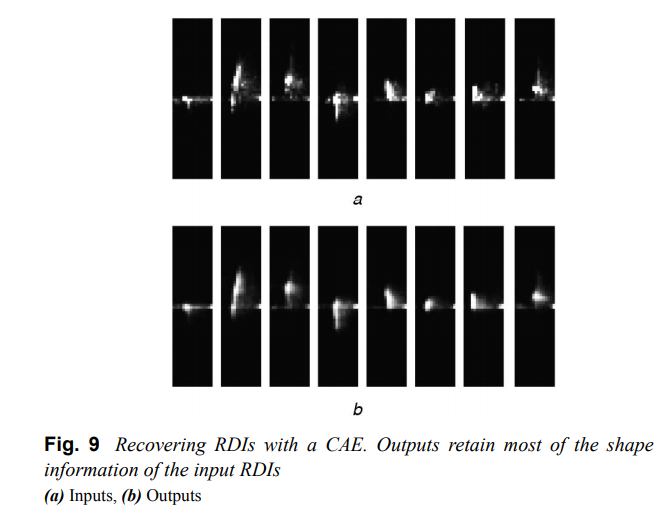 a
b
Fig. 9 Recovering RDIs with a CAE. Outputs retain most of the shape
information of the input RDIs
(a) Inputs, (b) Outputs